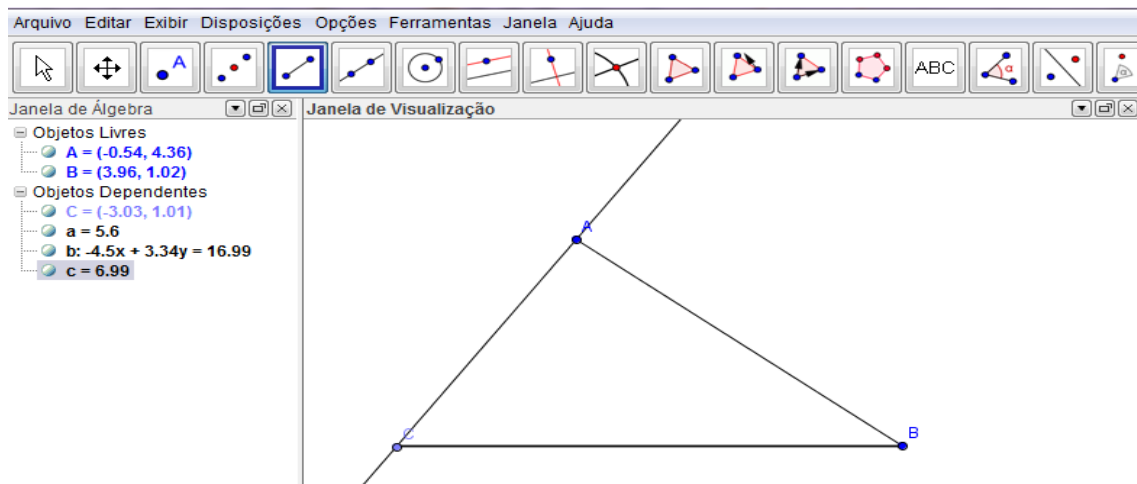 Arquivo Editar Exibir Disposições Opções Ferramentas Janela Ajuda
A
ABC
α
α
Janela de Álgebra
Janela de Visualização
Objetos Livres
A = (-0.54, 4.36)
B = (3.96, 1.02)
Objetos Dependentes
C = (-3.03, 1.01)
a = 5.6
b: -4.5x + 3.34y = 16.99
c = 6.99
A
C
B